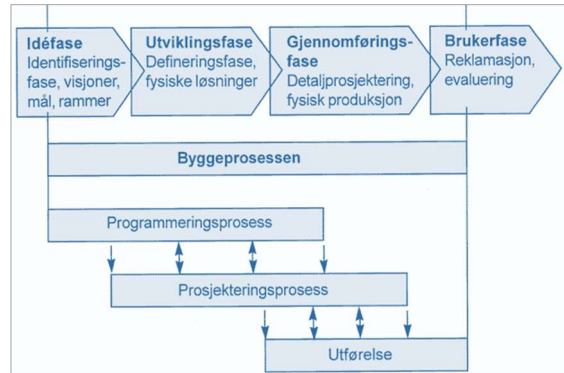 Idéfase
Identifiserings-
fase, visjoner,
mål, rammer
Utviklingsfase
Defineringsfase,
fysiske løsninger
Gjennomførings-
fase
Detaljprosjektering,
fysisk produksjon
Brukerfase
Reklamasjon,
evaluering
Byggeprosessen
Programmeringsprosess
Prosjekteringsprosess
Utførelse